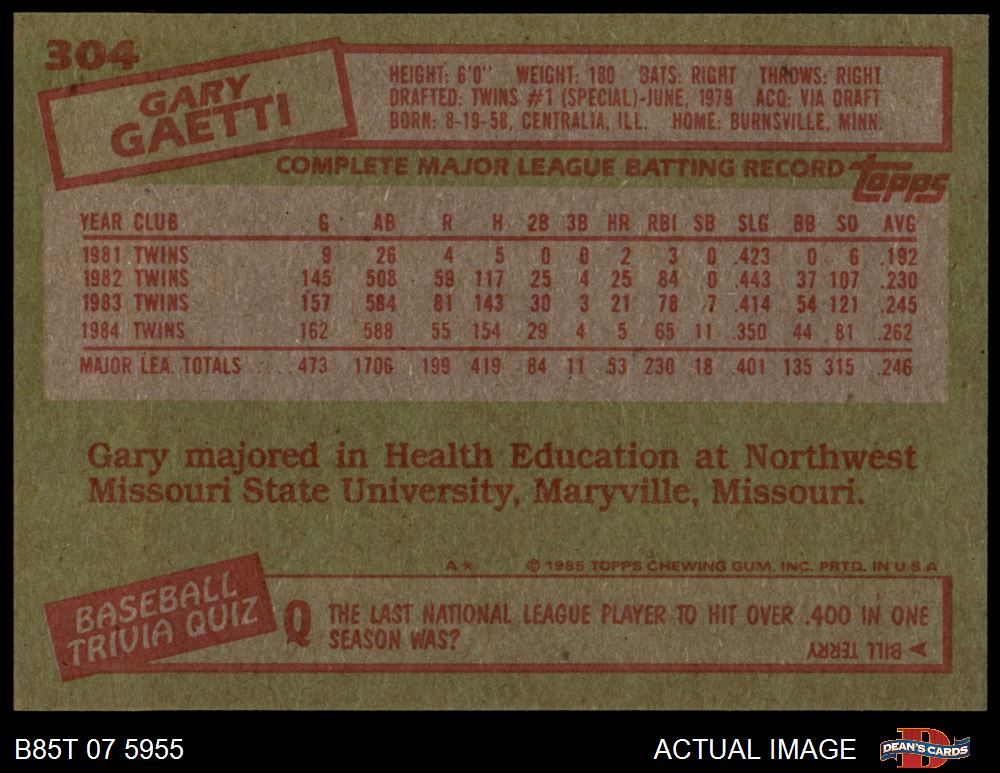 304
GARY
GAETTI
HEIGHT: 6'0" WEIGHT: 180 BATS: RIGHT THROWS: RIGHT
DRAFTED: TWINS #1 (SPECIAL)-JUNE, 1979 ACQ: VIA DRAFT
BORN: 8-19-58, CENTRALIA, ILL. HOME: BURNSVILLE, MINN.
COMPLETE MAJOR LEAGUE BATTING RECORD topps
YEAR CLUB G AB R H 2B 3B HR RBI SB SLG BB SO AVG
1981 TWINS 9 26 4 5 0 0 2 3 0 .423 0 6 .192
1982 TWINS 145 508 59 117 25 4 25 84 0 .443 37 107 .230
1983 TWINS 157 584 81 143 30 3 21 78 7 .414 54 121 .245
1984 TWINS 162 588 55 154 29 4 5 65 11 .350 44 81 .262
MAJOR LEA. TOTALS .... 473 1706 199 419 84 11 53 230 18 .401 135 315 .246
Gary majored in Health Education at Northwest
Missouri State University, Maryville, Missouri.
A* © 1985 TOPPS CHEWING GUM, INC. PRTD. IN U.S.A
BASEBALL
TRIVIA QUIZ
Q THE LAST NATIONAL LEAGUE PLAYER TO HIT OVER .400 IN ONE
SEASON WAS?
BILL TERRY
B85T 07 5955 ACTUAL IMAGE DEAN'S CARDS